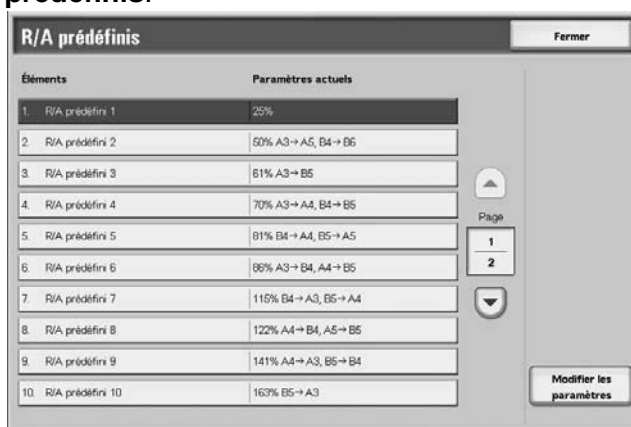 prédéfinis.
R/A prédéfinis
Fermer
Éléments Paramètres actuels
1. R/A prédéfini 1 25%
2. R/A prédéfini 2 50% A3→A5, B4→B6
3. R/A prédéfini 3 61% A3→B5
4. R/A prédéfini 4 70% A3→A4, B4→B5
5. R/A prédéfini 5 81% B4→A4, B5→A5
6. R/A prédéfini 6 86% A3→B4, A4→B5
7. R/A prédéfini 7 115% B4→A3, B5→A4
8. R/A prédéfini 8 122% A4→B4, A5→B5
9. R/A prédéfini 9 141% A4→A3, B5→B4
10. R/A prédéfini 10 163% B5→A3
Page
1
2
Modifier les
paramètres